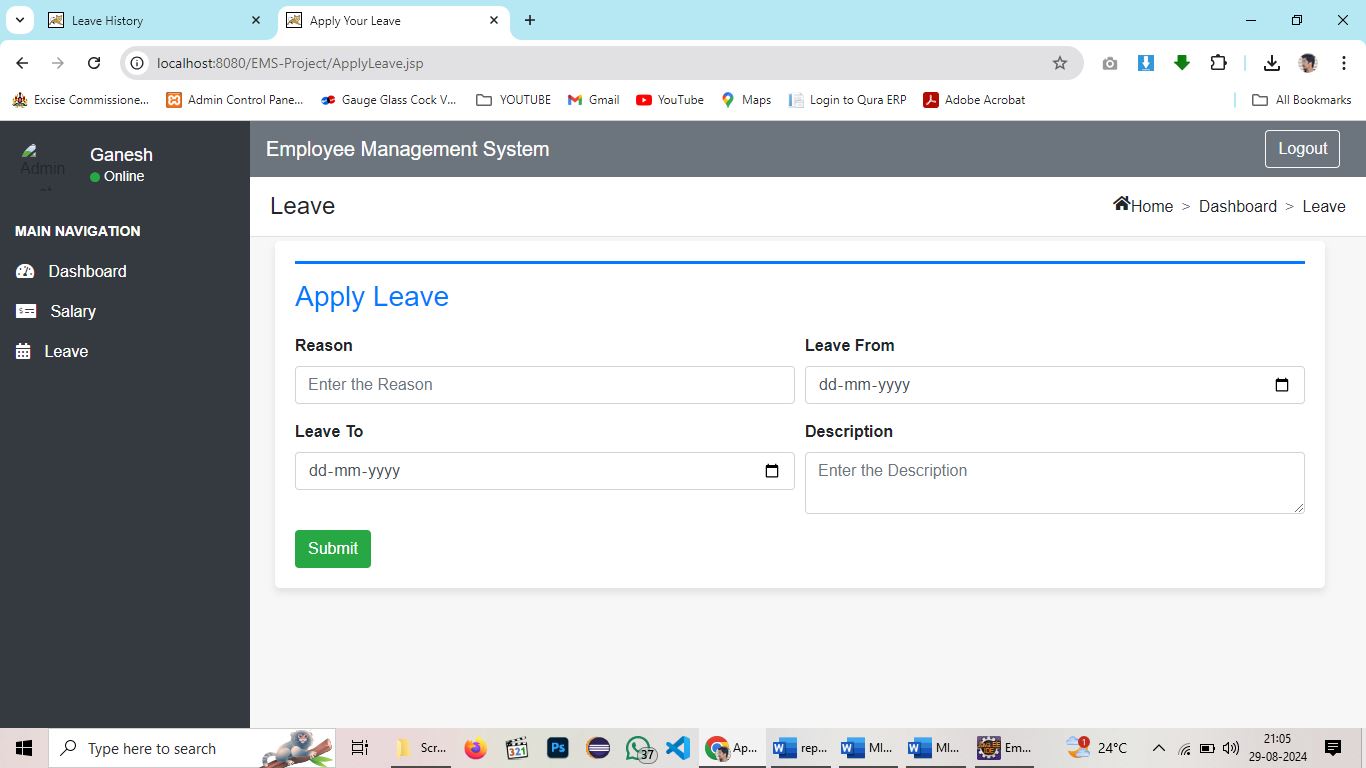 Leave History
Apply Your Leave
localhost:8080/EMS-Project/ApplyLeave.jsp
Excise Commissione... Admin Control Pane... Gauge Glass Cock V... YOUTUBE Gmail YouTube Maps Login to Qura ERP Adobe Acrobat All Bookmarks
Ganesh
Online
MAIN NAVIGATION
Dashboard
Salary
Leave
Employee Management System Logout
Leave Home > Dashboard > Leave
Apply Leave
Reason Leave From
Enter the Reason dd-mm-yyyy
Leave To Description
dd-mm-yyyy Enter the Description
Submit
Type here to search Scr... 321 Ps 37 Ap... rep... MI... MI... Em... 1 24°C 21:05
29-08-2024